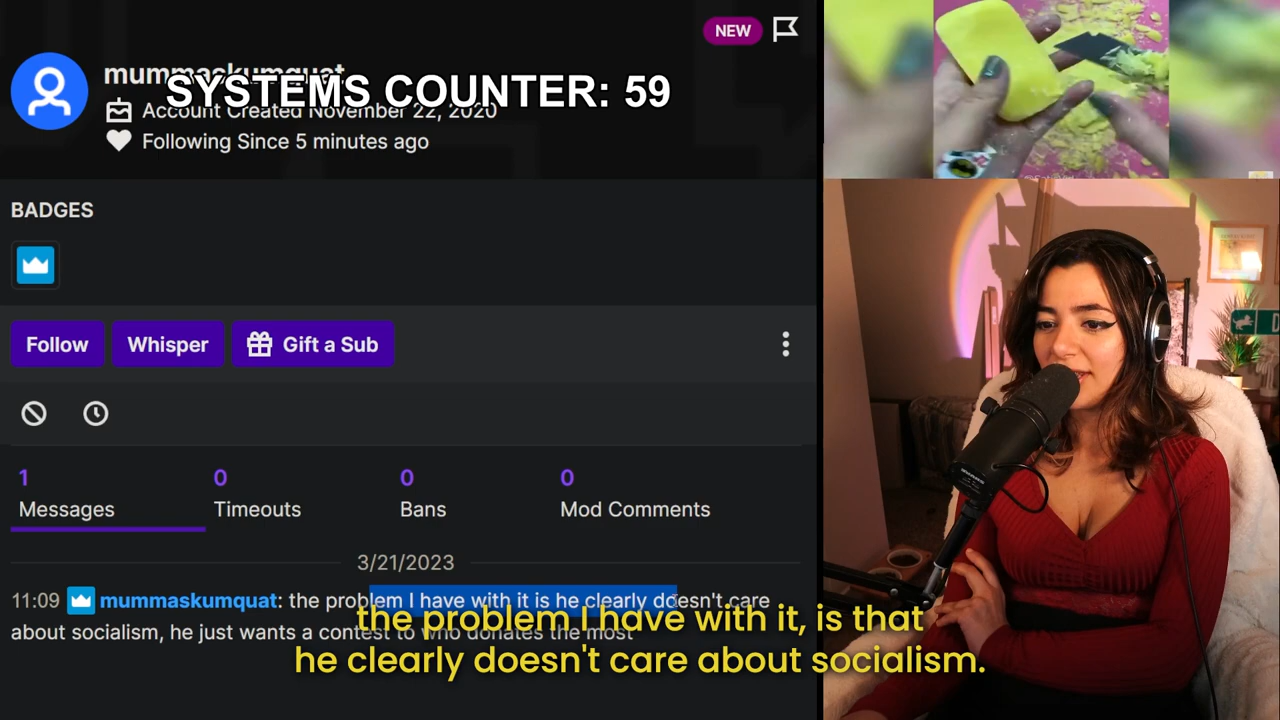 NEW
mummaskumquat
SYSTEMS COUNTER: 59
Account Created November 22, 2020
Following Since 5 minutes ago
BADGES
Follow
Whisper
Gift a Sub
1
0
0
0
Messages
Timeouts
Bans
Mod Comments
3/21/2023
11:09 mummaskumquat: the problem I have with it is he clearly doesn't care
about socialism, he just wants a contest to who donates the most
the problem I have with it, is that
he clearly doesn't care about socialism.